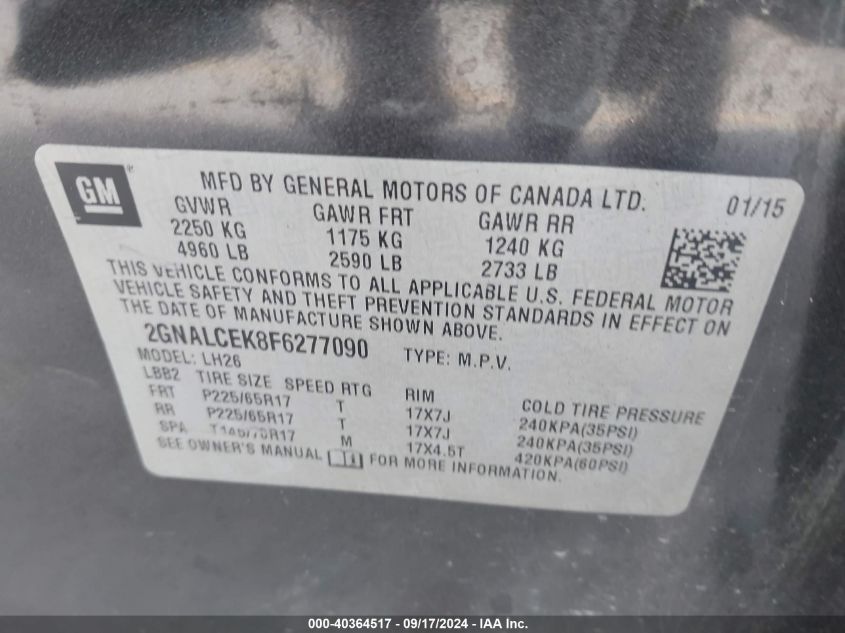 GM
MFD BY GENERAL MOTORS OF CANADA LTD. 01/15
GVWR GAWR FRT GAWR RR
2250 KG 1175 KG 1240 KG
4960 LB 2590 LB 2733 LB
THIS VEHICLE CONFORMS TO ALL APPLICABLE U.S. FEDERAL MOTOR
VEHICLE SAFETY AND THEFT PREVENTION STANDARDS IN EFFECT ON
THE DATE OF MANUFACTURE SHOWN ABOVE.
2GNALCEK8F6277090 TYPE: M.P.V.
MODEL: LH26
LBB2 TIRE SIZE SPEED RTG RIM COLD TIRE PRESSURE
FRT P225/65R17 T 17X7J 240KPA(35PSI)
RR P225/65R17 T 17X7J 240KPA(35PSI)
SPA T145/70R17 M 17X4.5T 420KPA(60PSI)
SEE OWNER'S MANUAL FOR MORE INFORMATION.
000-40364517 - 09/17/2024 - IAA Inc.